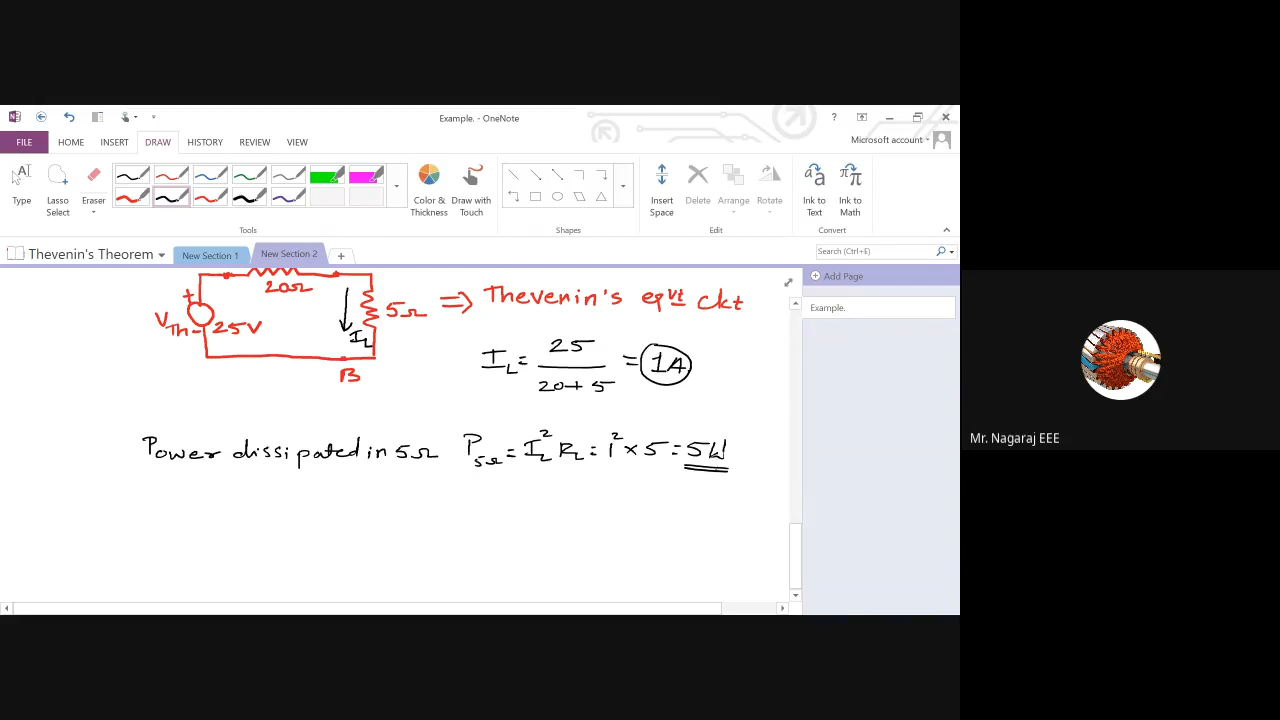 Example. - OneNote
?
FILE HOME INSERT DRAW HISTORY REVIEW VIEW
Microsoft account
Type Lasso Select Eraser
Color & Thickness Draw with Touch
Insert Space Delete Arrange Rotate
Ink to Text Ink to Math
Tools Shapes Edit Convert
Thevenin's Theorem New Section 1 New Section 2 +
Search (Ctrl+E)
Add Page
Example.
20Ω
+ VTh - 25V
IL
5Ω ⇒ Thevenin's eqvt ckt
B
IL = 25 / 20+5 = 1A
Power dissipated in 5Ω P5Ω = IL² RL = 1² × 5 = 5W
Mr. Nagaraj EEE